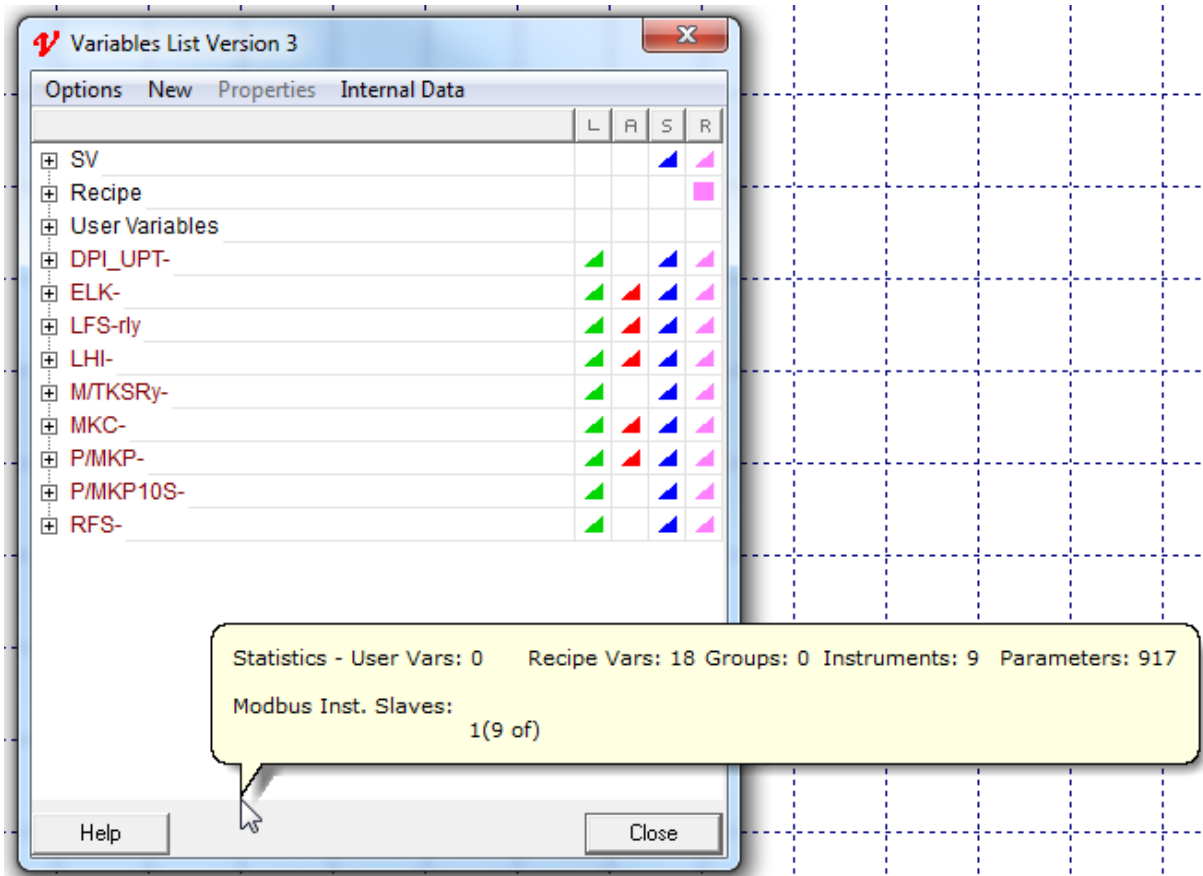 Variables List Version 3
Options New Properties Internal Data
L A S R
SV
Recipe
User Variables
DPI_UPT-
ELK-
LFS-rly
LHI-
M/TKSRy-
MKC-
P/MKP-
P/MKP10S-
RFS-
Statistics - User Vars: 0 Recipe Vars: 18 Groups: 0 Instruments: 9 Parameters: 917
Modbus Inst. Slaves:
1(9 of)
Help Close